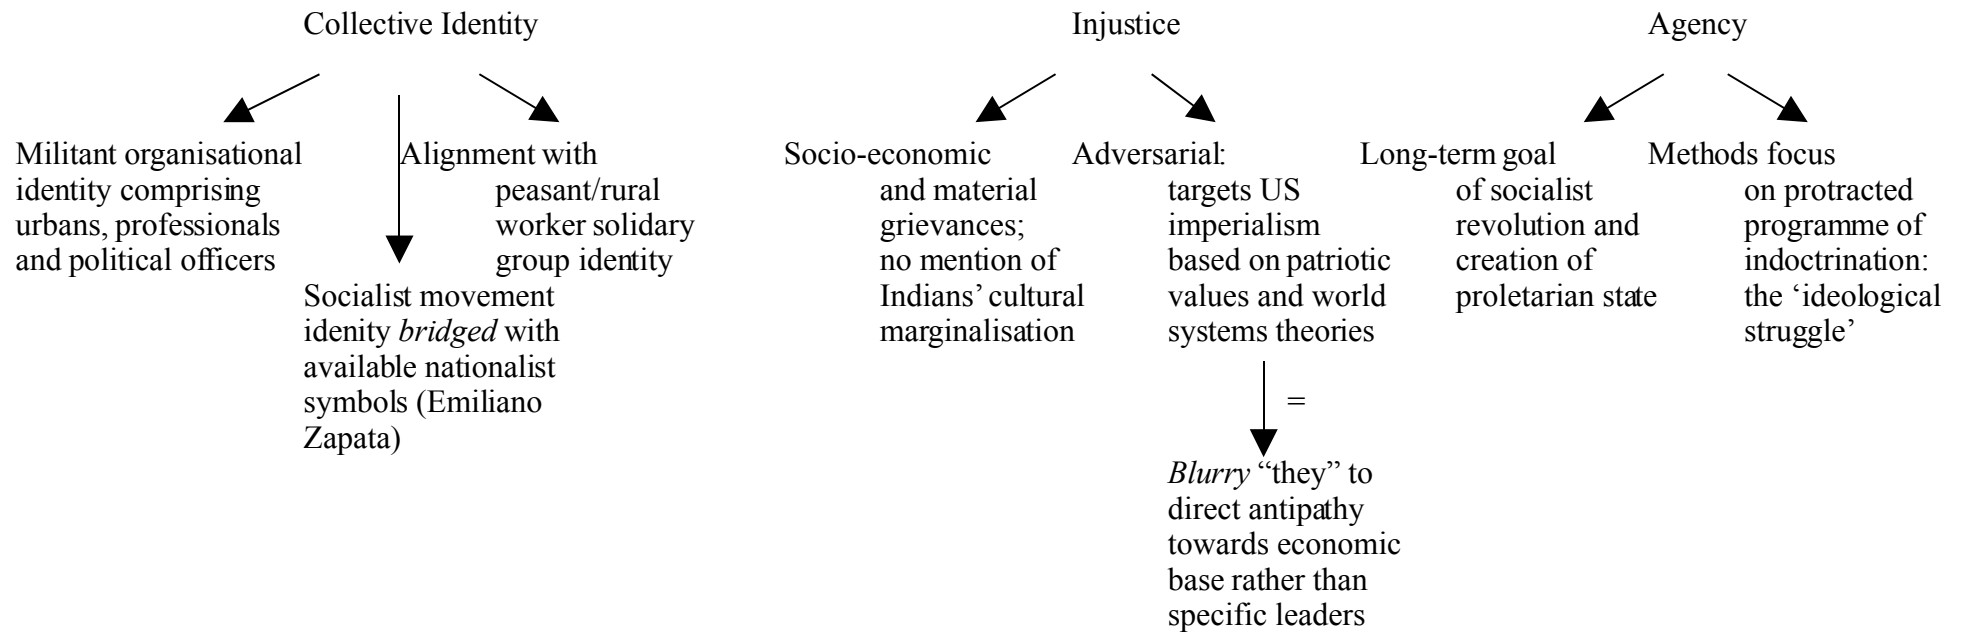 Collective Identity
Injustice
Agency
Militant organisational
identity comprising
urbans, professionals
and political officers
Socialist movement
idenity bridged with
available nationalist
symbols (Emiliano
Zapata)
Alignment with
peasant/rural
worker solidary
group identity
Socio-economic
and material
grievances;
no mention of
Indians’ cultural
marginalisation
Adversarial:
targets US
imperialism
based on patriotic
values and world
systems theories
=
Blurry “they” to
direct antipathy
towards economic
base rather than
specific leaders
Long-term goal
of socialist
revolution and
creation of
proletarian state
Methods focus
on protracted
programme of
indoctrination:
the ‘ideological
struggle’